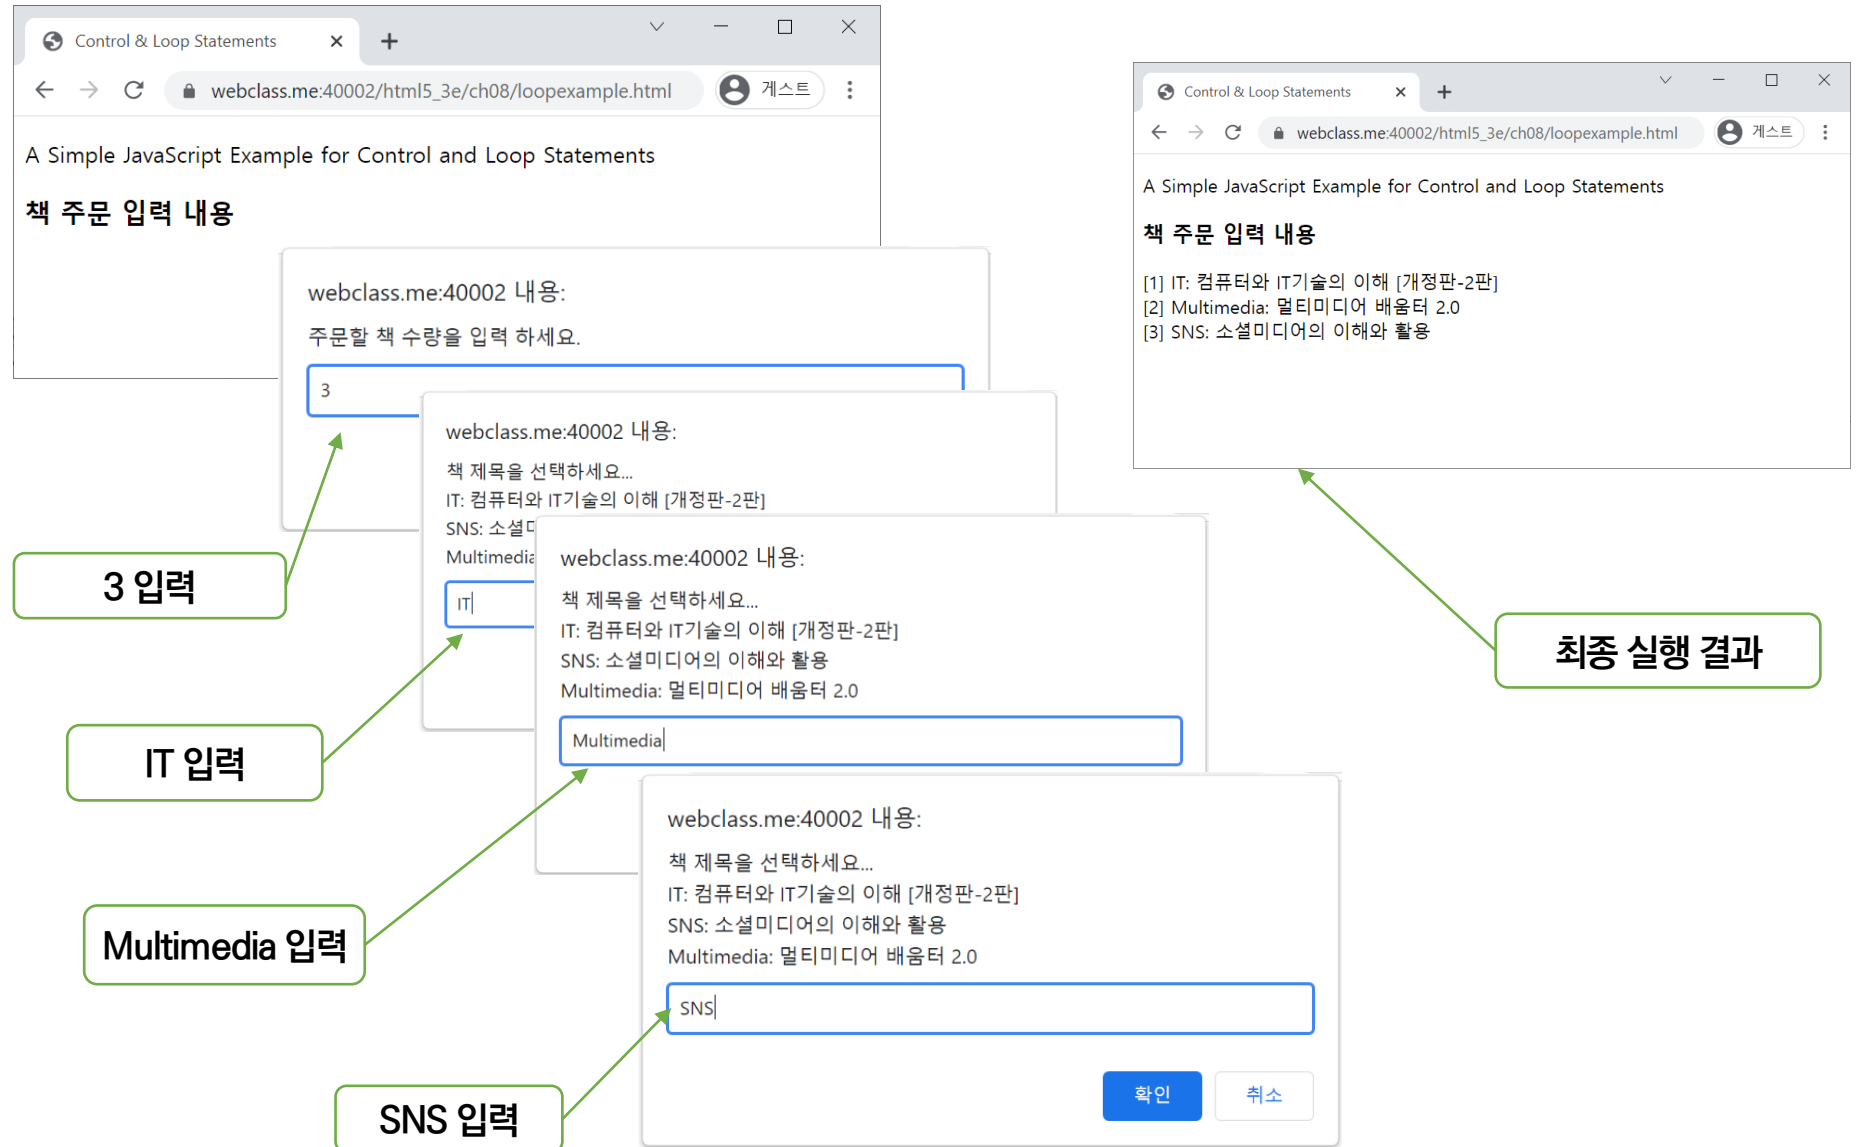 Control & Loop Statements
webclass.me:40002/html5_3e/ch08/loopexample.html
게스트
A Simple JavaScript Example for Control and Loop Statements
책 주문 입력 내용
webclass.me:40002 내용:
주문할 책 수량을 입력 하세요.
3
webclass.me:40002 내용:
책 제목을 선택하세요...
IT: 컴퓨터와 IT기술의 이해 [개정판-2판]
SNS: 소셜
Multimedia
IT
webclass.me:40002 내용:
책 제목을 선택하세요...
IT: 컴퓨터와 IT기술의 이해 [개정판-2판]
SNS: 소셜미디어의 이해와 활용
Multimedia: 멀티미디어 배움터 2.0
Multimedia
webclass.me:40002 내용:
책 제목을 선택하세요...
IT: 컴퓨터와 IT기술의 이해 [개정판-2판]
SNS: 소셜미디어의 이해와 활용
Multimedia: 멀티미디어 배움터 2.0
SNS
확인
취소
3 입력
IT 입력
Multimedia 입력
SNS 입력
Control & Loop Statements
webclass.me:40002/html5_3e/ch08/loopexample.html
게스트
A Simple JavaScript Example for Control and Loop Statements
책 주문 입력 내용
[1] IT: 컴퓨터와 IT기술의 이해 [개정판-2판]
[2] Multimedia: 멀티미디어 배움터 2.0
[3] SNS: 소셜미디어의 이해와 활용
최종 실행 결과